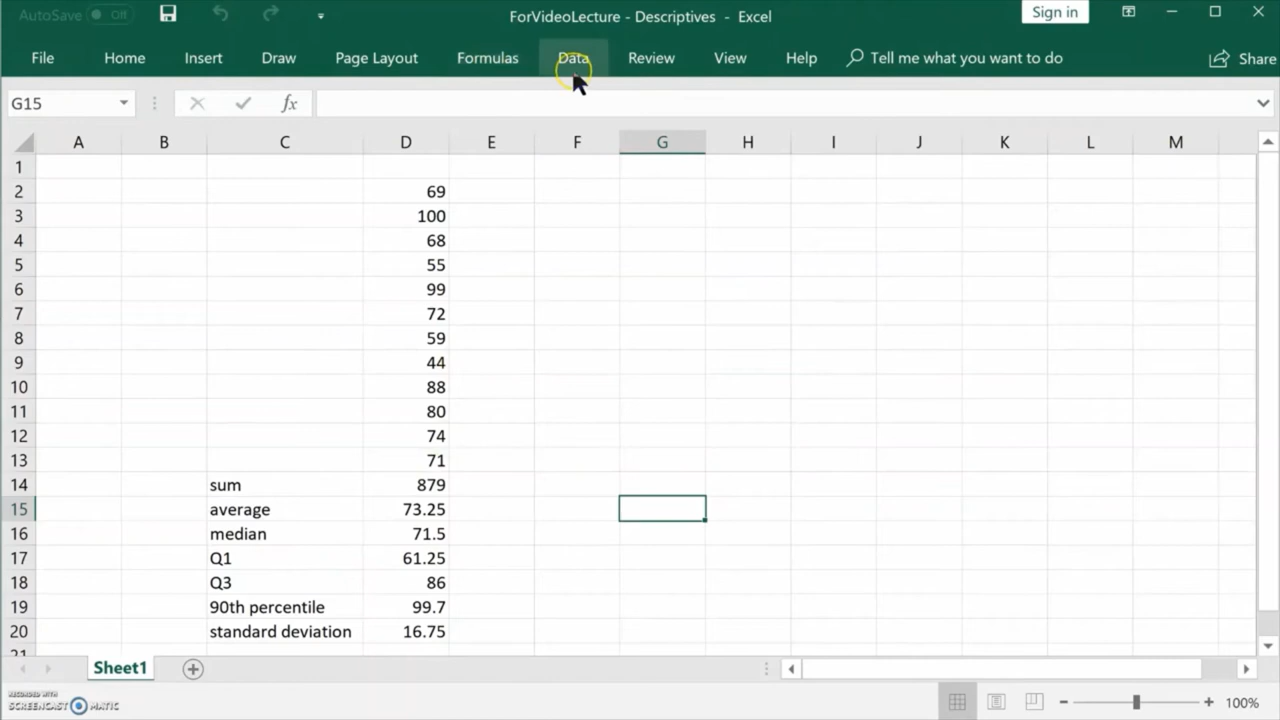 AutoSave Off ForVideoLecture - Descriptives - Excel Sign in
File Home Insert Draw Page Layout Formulas Data Review View Help Tell me what you want to do Share
G15 fx
A B C D E F G H I J K L M
1
2 69
3 100
4 68
5 55
6 99
7 72
8 59
9 44
10 88
11 80
12 74
13 71
14 sum 879
15 average 73.25
16 median 71.5
17 Q1 61.25
18 Q3 86
19 90th percentile 99.7
20 standard deviation 16.75
21
Sheet1
RECORDED WITH
SCREENCAST MATIC 100%